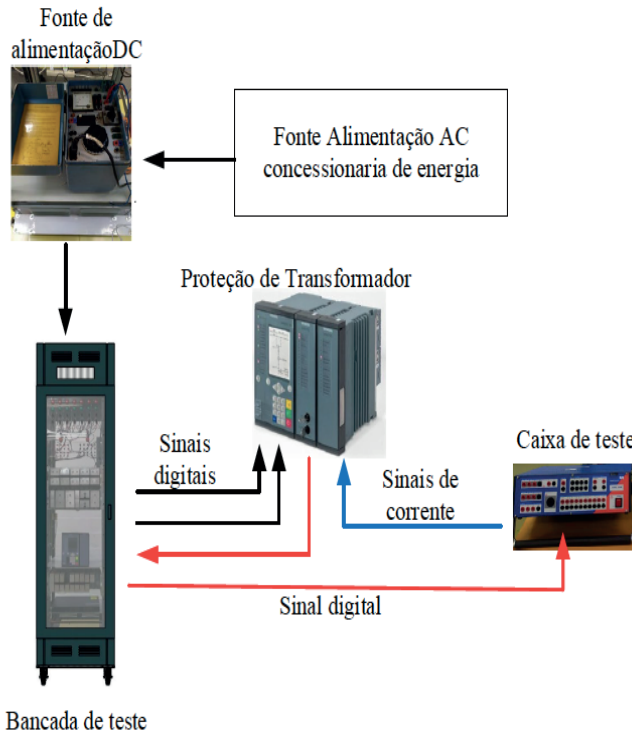 Fonte de
alimentaçãoDC
Fonte Alimentação AC
concessionaria de energia
Proteção de Transformador
Sinais
digitais
Sinais de
corrente
Caixa de teste
Sinal digital
Bancada de teste